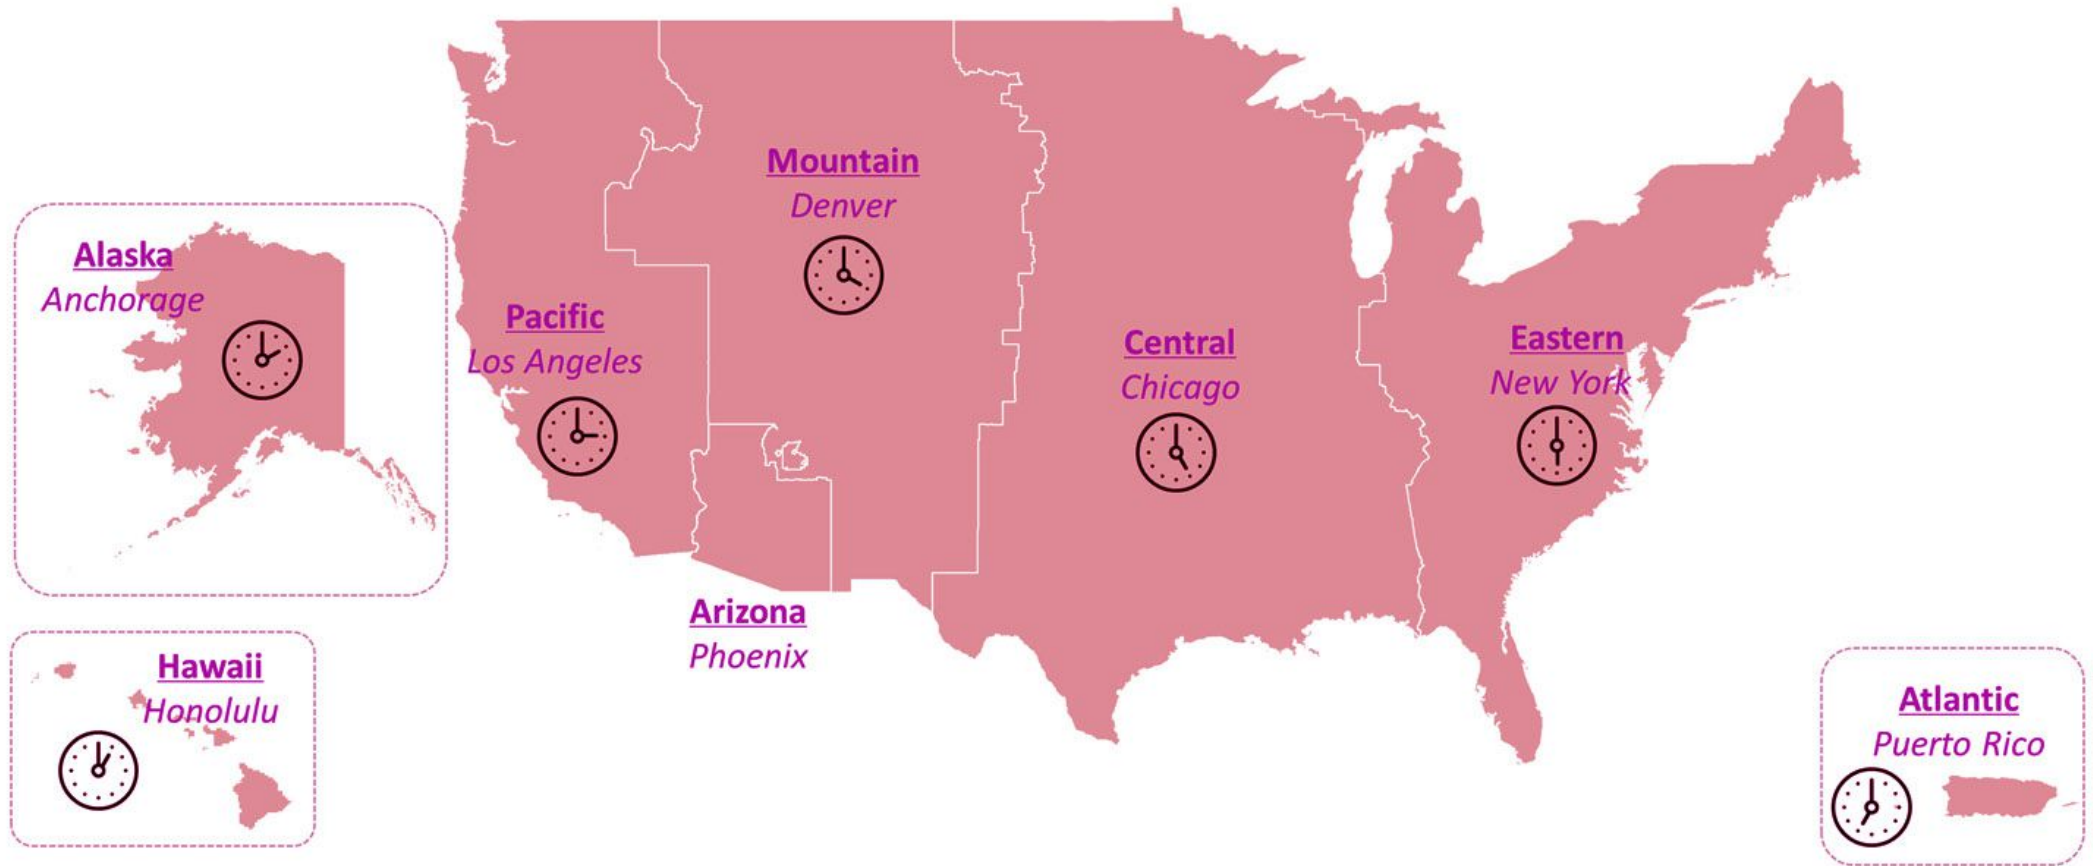 Mountain
Denver
Alaska
Anchorage
Pacific
Los Angeles
Central
Chicago
Eastern
New York
Arizona
Phoenix
Hawaii
Honolulu
Atlantic
Puerto Rico